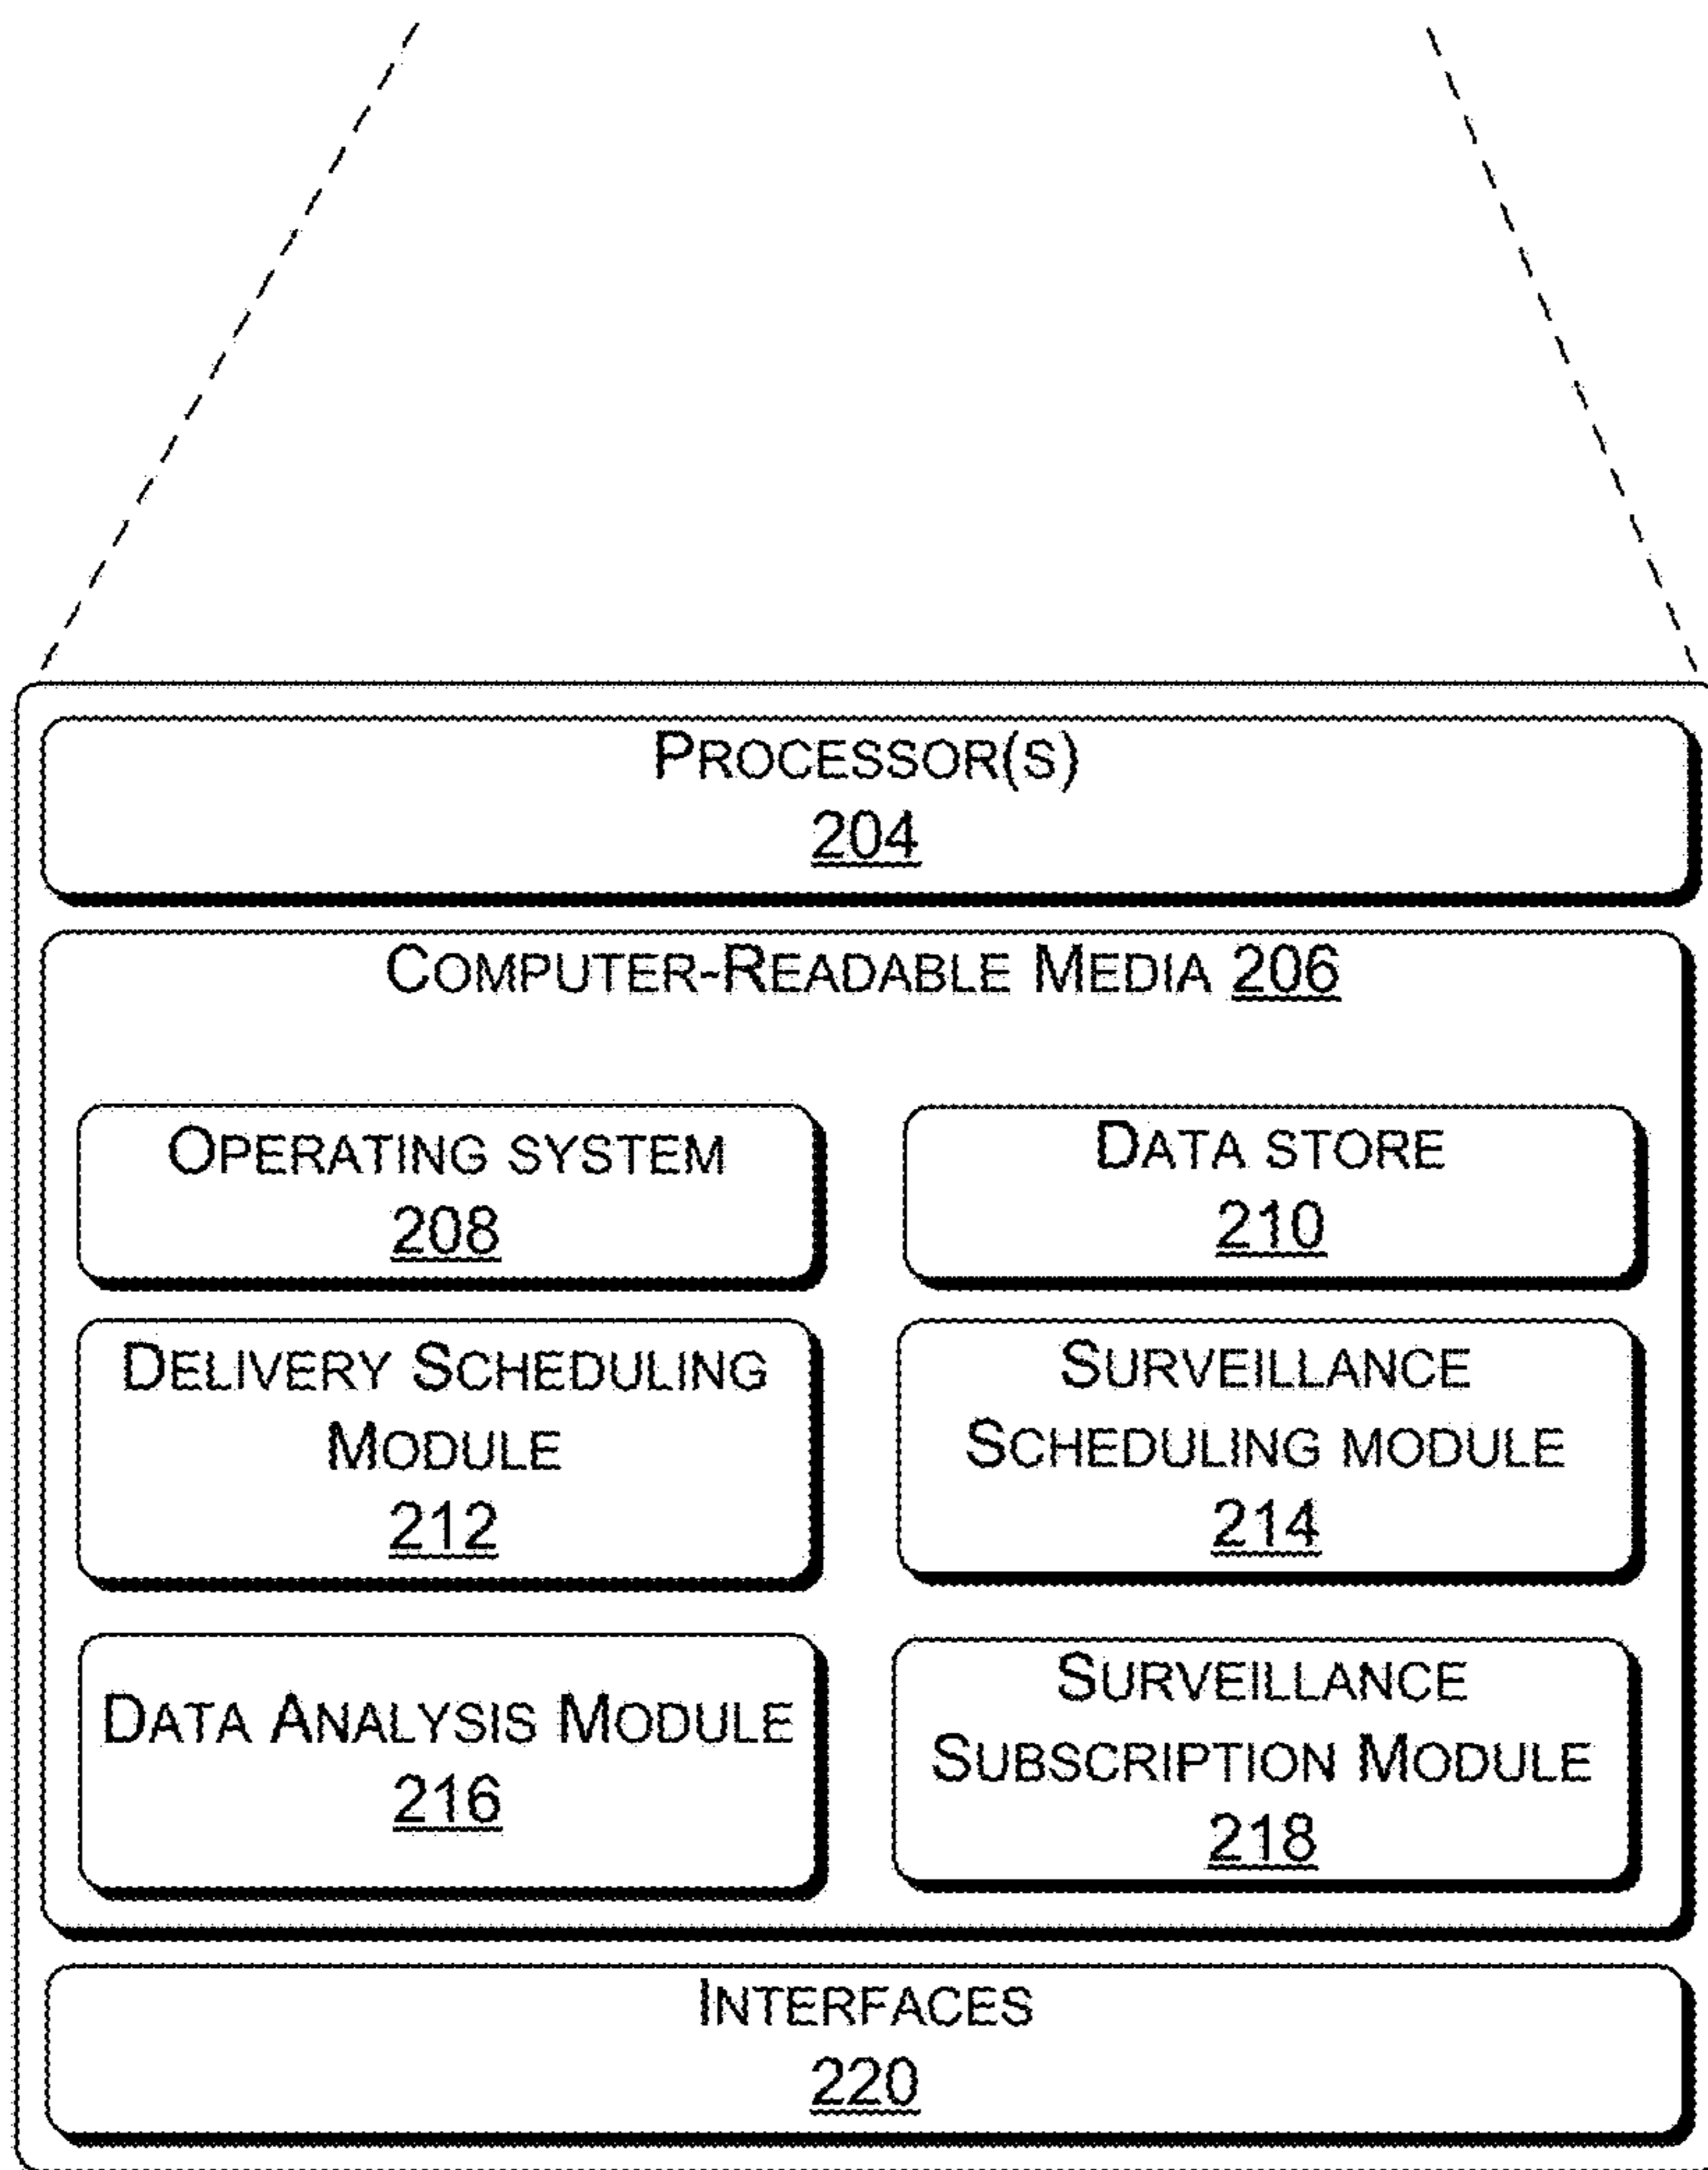 PROCESSOR(S)
204
COMPUTER-READABLE MEDIA 206
OPERATING SYSTEM
208
DATA STORE
210
DELIVERY SCHEDULING
MODULE
212
SURVEILLANCE
SCHEDULING MODULE
214
DATA ANALYSIS MODULE
216
SURVEILLANCE
SUBSCRIPTION MODULE
218
INTERFACES
220